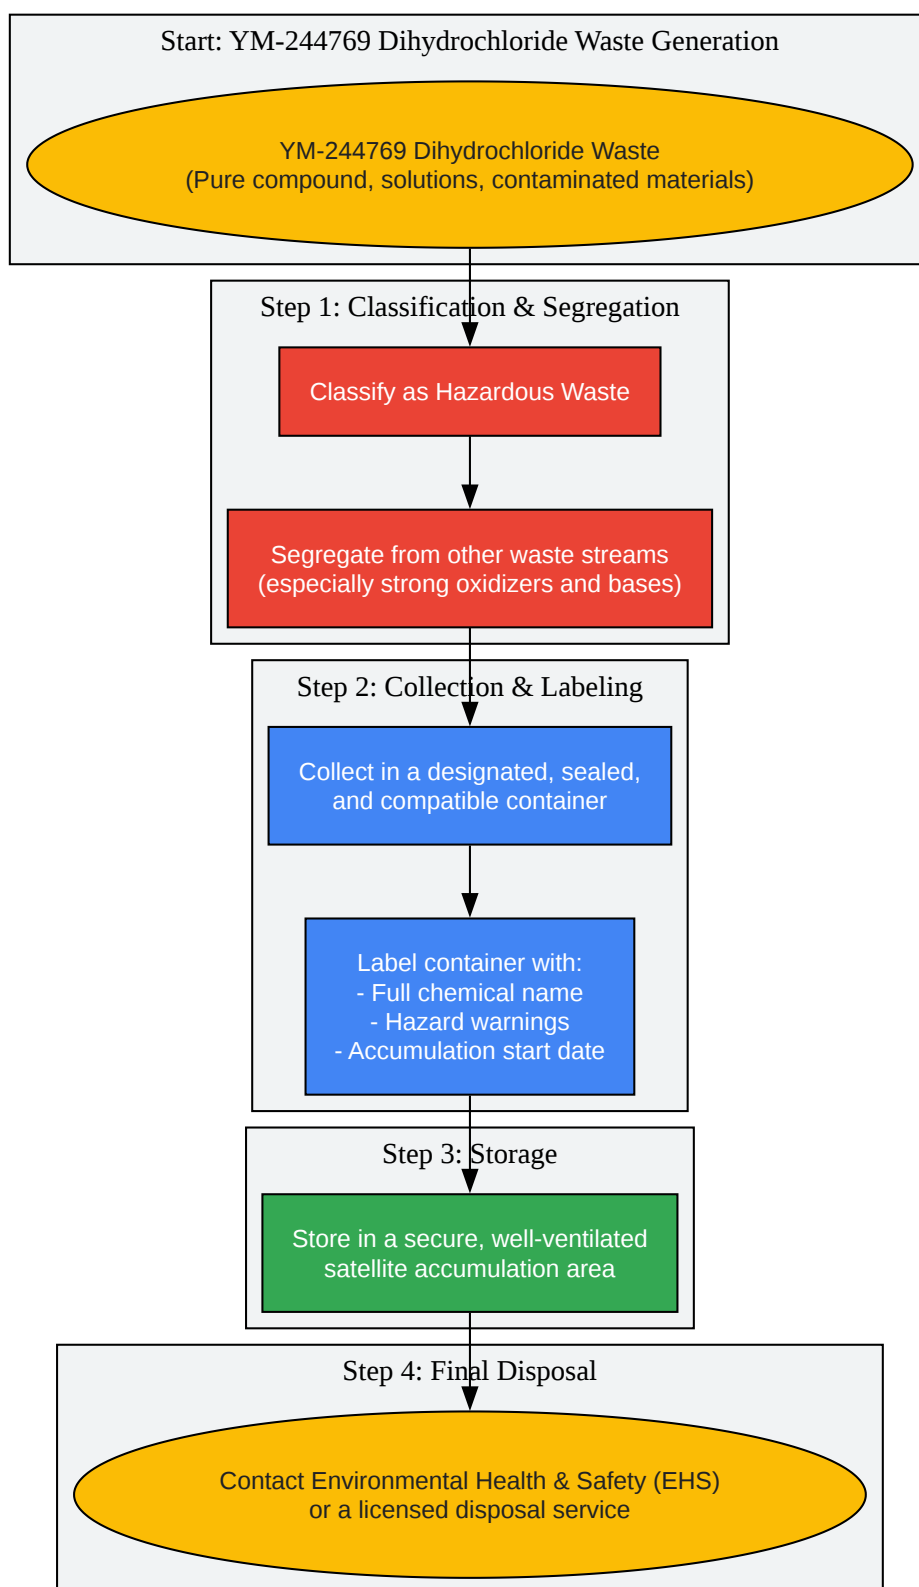 Start: YM-244769 Dihydrochloride Waste Generation
YM-244769 Dihydrochloride Waste
(Pure compound, solutions, contaminated materials)
Step 1: Classification & Segregation
Classify as Hazardous Waste
Segregate from other waste streams
(especially strong oxidizers and bases)
Step 2: Collection & Labeling
Collect in a designated, sealed,
and compatible container
Label container with:
- Full chemical name
- Hazard warnings
- Accumulation start date
Step 3: Storage
Store in a secure, well-ventilated
satellite accumulation area
Step 4: Final Disposal
Contact Environmental Health & Safety (EHS)
or a licensed disposal service